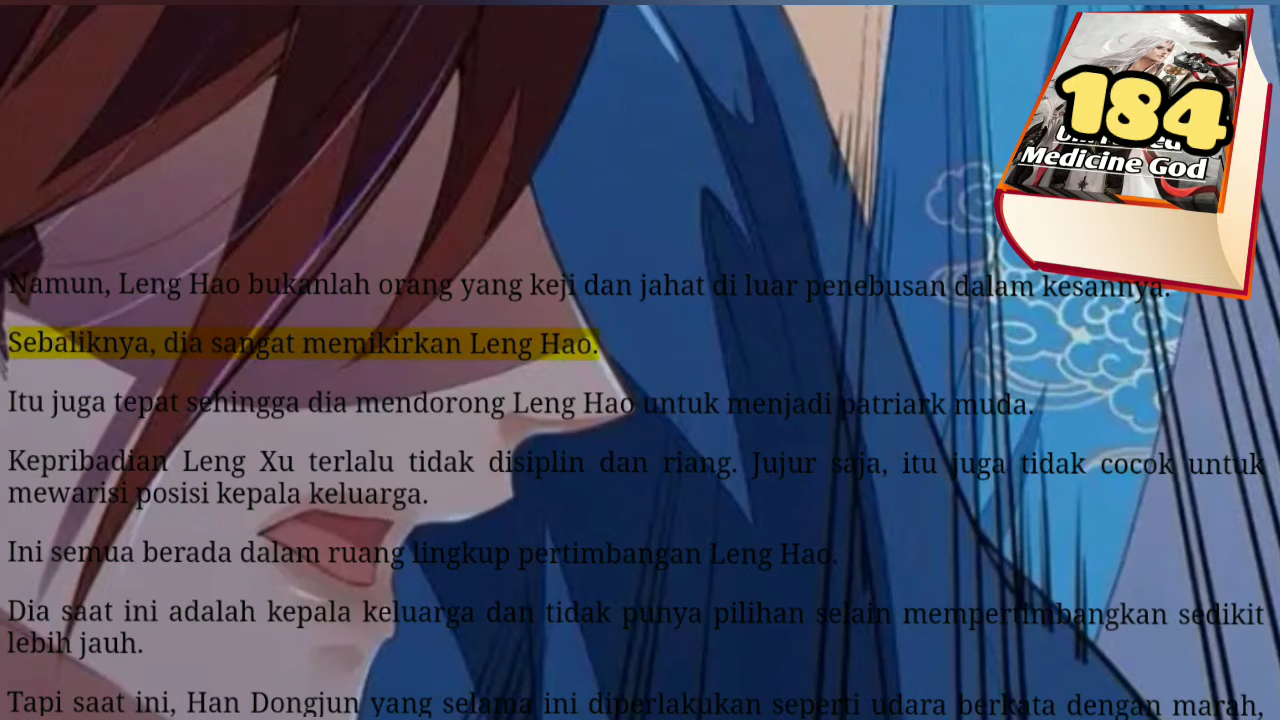 184
Medicine God
Namun, Leng Hao bukanlah orang yang keji dan jahat di luar penebusan dalam kesannya.
Sebaliknya, dia sangat memikirkan Leng Hao.
Itu juga tepat sehingga dia mendorong Leng Hao untuk menjadi patriark muda.
Kepribadian Leng Xu terlalu tidak disiplin dan riang. Jujur saja, itu juga tidak cocok untuk
mewarisi posisi kepala keluarga.
Ini semua berada dalam ruang lingkup pertimbangan Leng Hao.
Dia saat ini adalah kepala keluarga dan tidak punya pilihan selain mempertimbangkan sedikit
lebih jauh.
Tapi saat ini, Han Dongjun yang selama ini diperlakukan seperti udara berkata dengan marah,